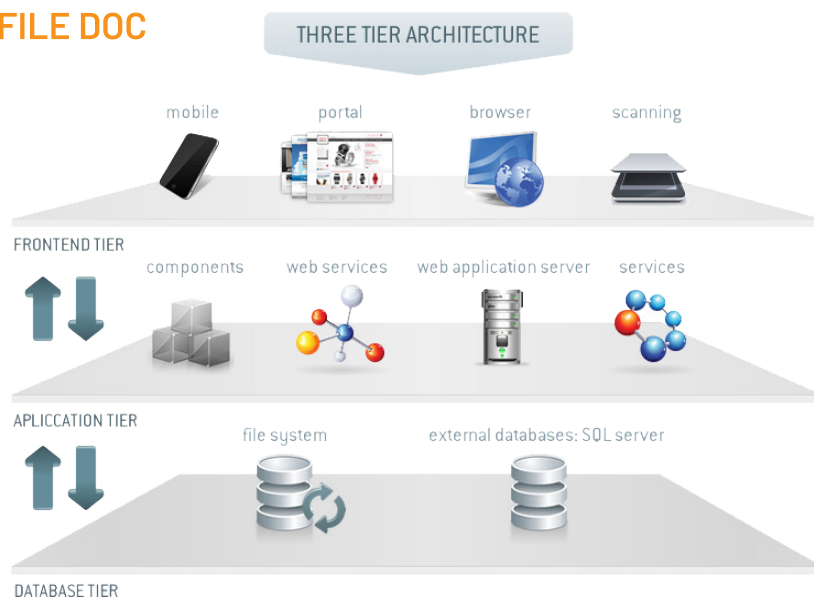 FILE DOC
THREE TIER ARCHITECTURE
mobile portal browser scanning
FRONTEND TIER
components web services web application server services
APLICCATION TIER
file system external databases: SQL server
DATABASE TIER